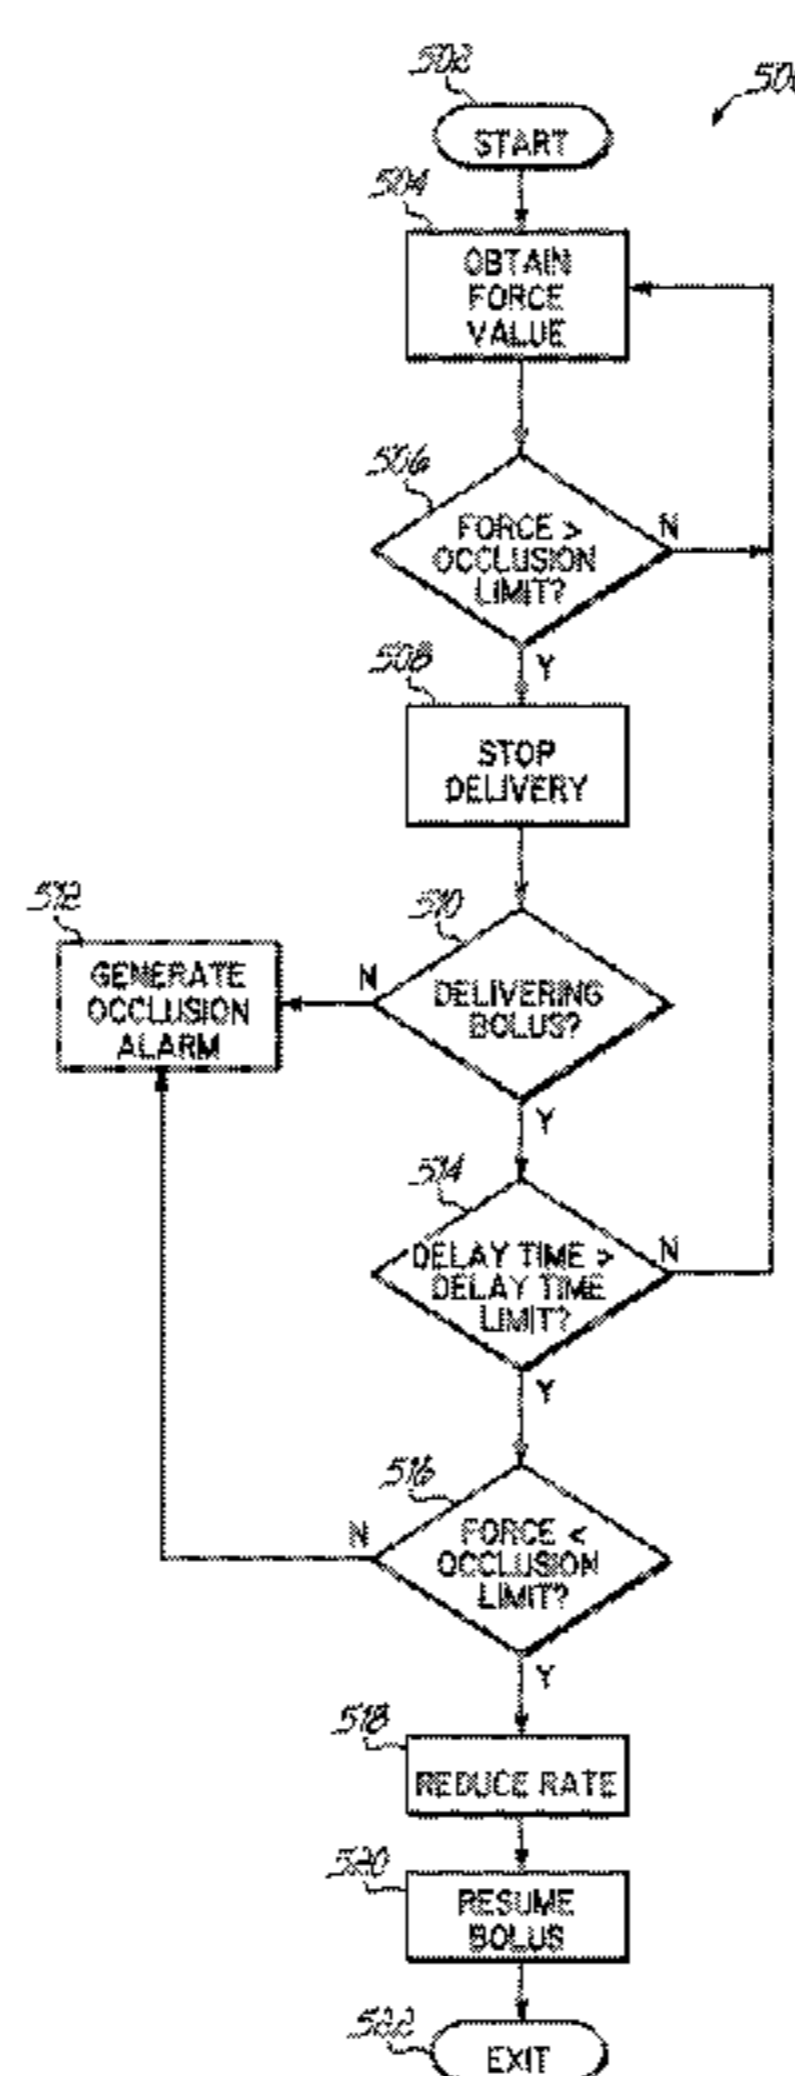 502
START
504
OBTAIN
FORCE
VALUE
506
FORCE >
OCCLUSION
LIMIT?
N
Y
508
STOP
DELIVERY
510
DELIVERING
BOLUS?
N
Y
512
GENERATE
OCCLUSION
ALARM
514
DELAY TIME >
DELAY TIME
LIMIT?
N
Y
516
FORCE <
OCCLUSION
LIMIT?
N
Y
518
REDUCE RATE
520
RESUME
BOLUS
522
EXIT